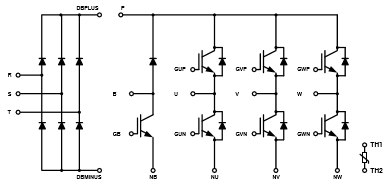 DBPLUS P
GUP GVP GWP
R
S B U V W
T
GB GUN GVN GWN
TH1
TH2
DBMINUS NB NU NV NW